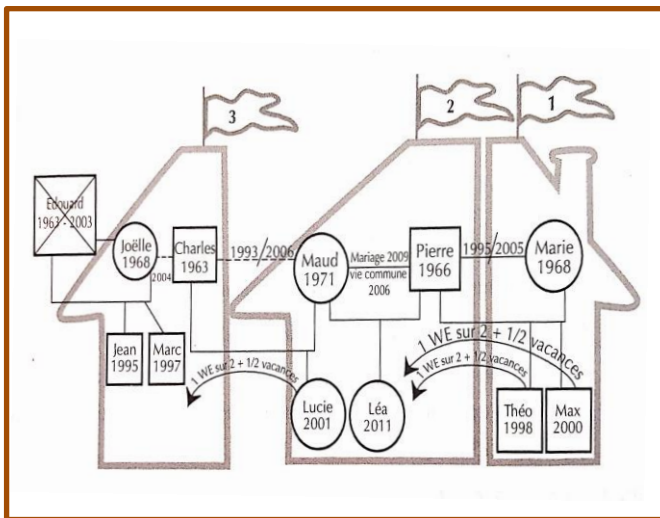 3
2
1
Edouard
1963 - 2003
Joëlle
1968
2004
Charles
1963
1993/2006
Maud
1971
Mariage 2009
vie commune
2006
Pierre
1966
1995/2005
Marie
1968
Jean
1995
Marc
1997
1 WE sur 2 + 1/2 vacances
Lucie
2001
Léa
2011
1 WE sur 2 + 1/2 vacances
1 WE sur 2 + 1/2 vacances
Théo
1998
Max
2000